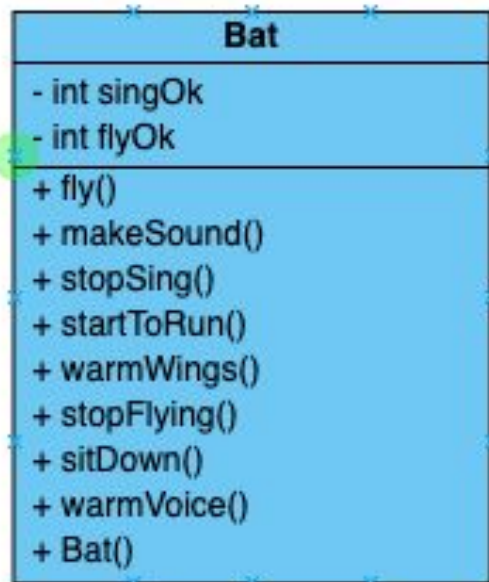 Bat
- int singOk
- int flyOk
+ fly()
+ makeSound()
+ stopSing()
+ startToRun()
+ warmWings()
+ stopFlying()
+ sitDown()
+ warmVoice()
+ Bat()